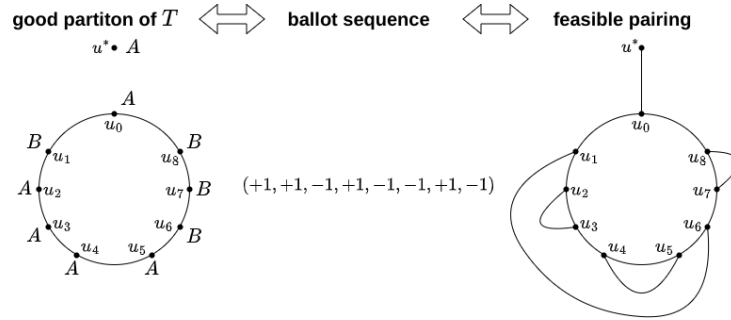 good partiton of T ballot sequence feasible pairing
u* A u*
A
u₀ u₀
B u₁ B u₈ u₁ u₈
A u₂ u₇ B (+1, +1, −1, +1, −1, −1, +1, −1) u₂ u₇
A u₃ u₆ B u₃ u₆
u₄ u₅ u₄ u₅
A A